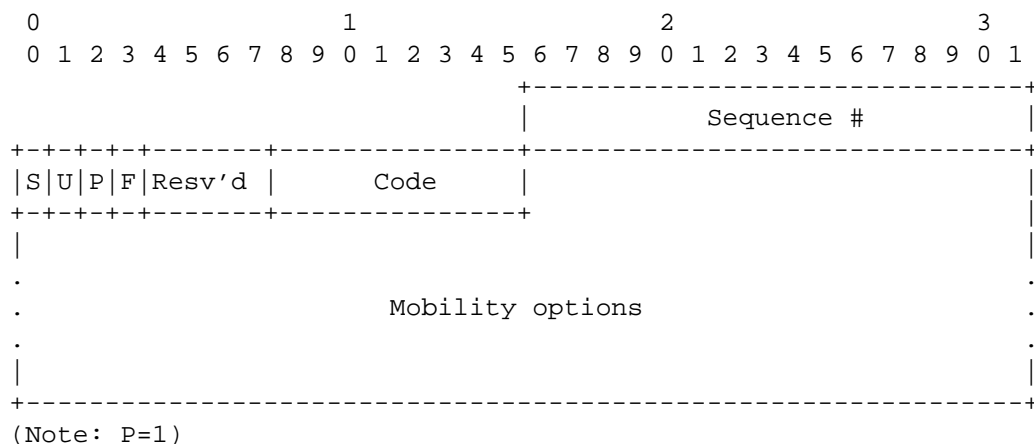 0                   1                   2                   3
0 1 2 3 4 5 6 7 8 9 0 1 2 3 4 5 6 7 8 9 0 1 2 3 4 5 6 7 8 9 0 1
Sequence #
|S|U|P|F|Resv'd | Code |
Mobility options
(Note: P=1)